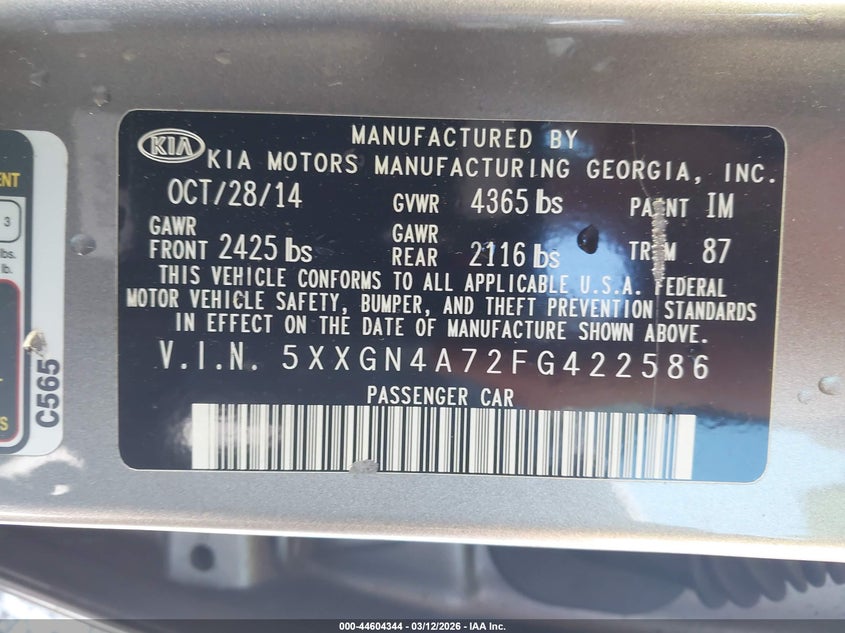 MANUFACTURED BY
KIA KIA MOTORS MANUFACTURING GEORGIA, INC.
OCT/28/14 GVWR 4365 lbs PAINT IM
GAWR FRONT 2425 lbs GAWR REAR 2116 lbs TRIM 87
THIS VEHICLE CONFORMS TO ALL APPLICABLE U.S.A. FEDERAL
MOTOR VEHICLE SAFETY, BUMPER, AND THEFT PREVENTION STANDARDS
IN EFFECT ON THE DATE OF MANUFACTURE SHOWN ABOVE.
V.I.N. 5XXGN4A72FG422586
PASSENGER CAR
3
lbs.
lb.
C565
000-44604344 - 03/12/2026 - IAA Inc.